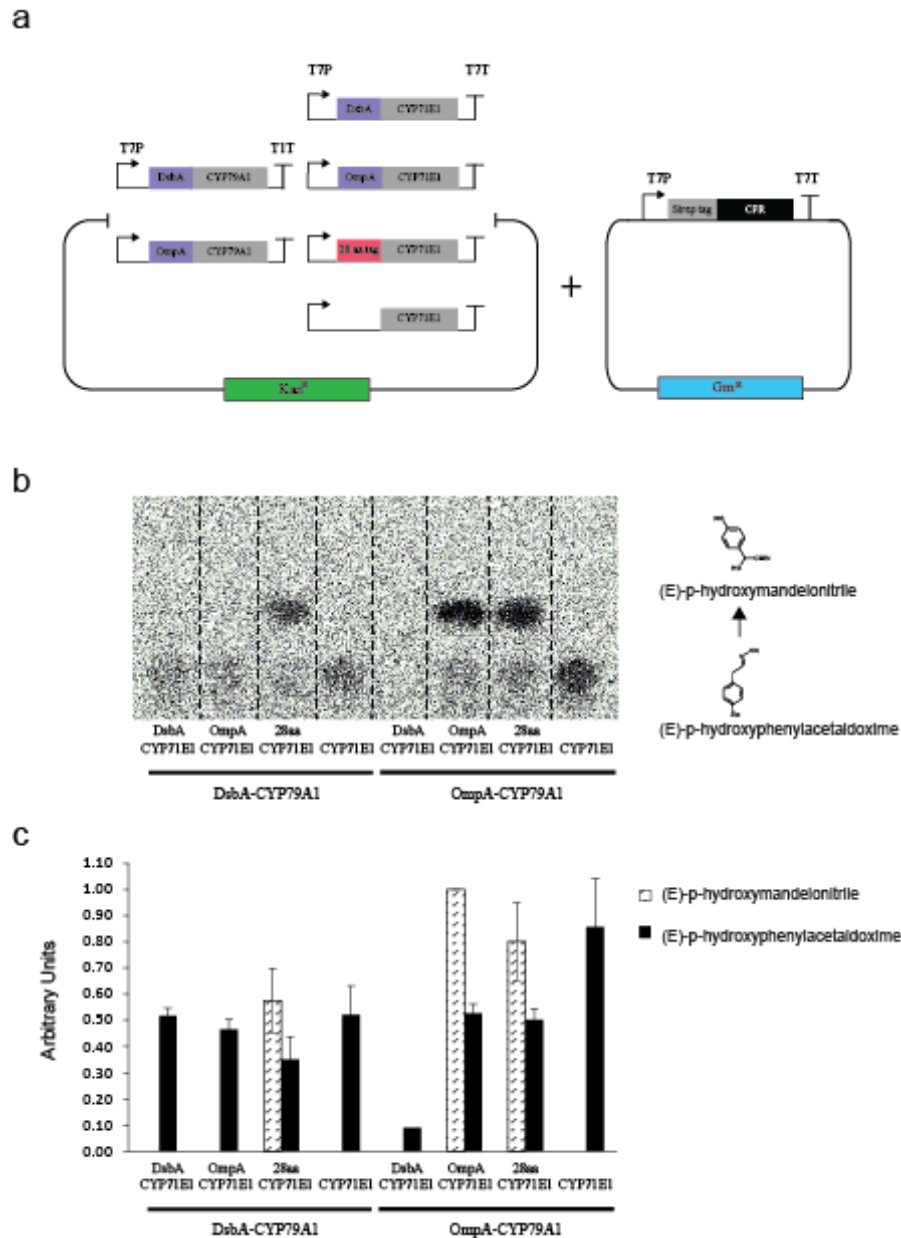 a
T7P T7T
DsbA CYP71E1
T7P T1T T7P T7T
DsbA CYP79A1 OmpA CYP71E1 Strep tag CPR
OmpA CYP79A1 28 aa tag CYP71E1
+
CYP71E1
KanR GmR
b
HO
(E)-p-hydroxymandelonitrile
(E)-p-hydroxyphenylacetaldoxime
DsbA OmpA 28aa DsbA OmpA 28aa
CYP71E1 CYP71E1 CYP71E1 CYP71E1 CYP71E1 CYP71E1 CYP71E1 CYP71E1
DsbA-CYP79A1 OmpA-CYP79A1
c
1.10
1.00
0.90
0.80
0.70
0.60
0.50
0.40
0.30
0.20
0.10
0.00
Arbitrary Units
(E)-p-hydroxymandelonitrile
(E)-p-hydroxyphenylacetaldoxime
DsbA OmpA 28aa DsbA OmpA 28aa
CYP71E1 CYP71E1 CYP71E1 CYP71E1 CYP71E1 CYP71E1 CYP71E1 CYP71E1
DsbA-CYP79A1 OmpA-CYP79A1